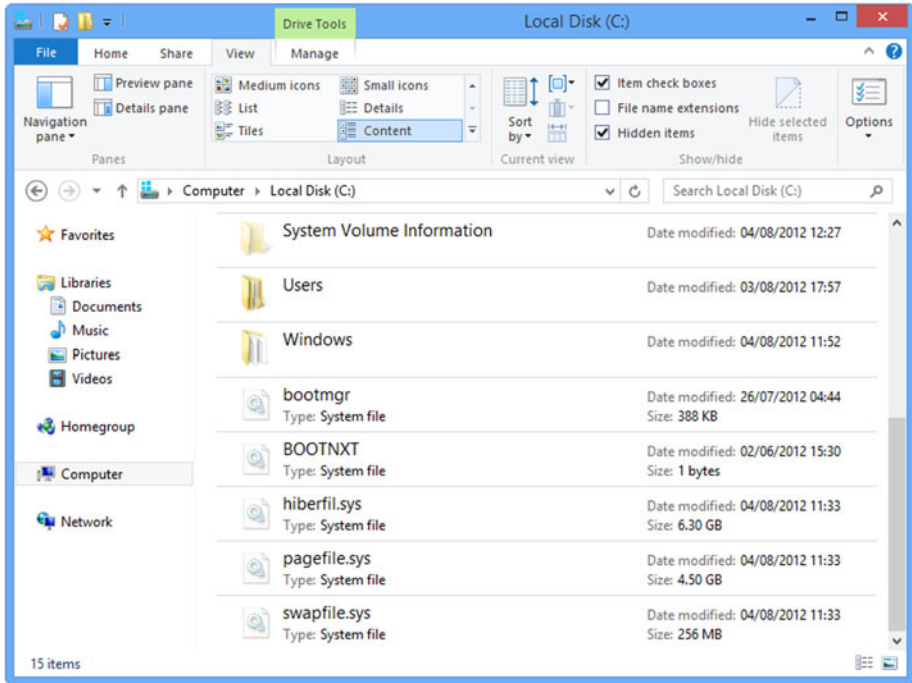 Drive Tools
Local Disk (C:)
File Home Share View Manage
Preview pane
Details pane
Navigation pane
Panes
Medium icons Small icons
List Details
Tiles Content
Layout
Sort by
Current view
Item check boxes
File name extensions
Hidden items
Hide selected items
Show/hide
Options
Computer Local Disk (C:)
Search Local Disk (C:)
Favorites
Libraries
Documents
Music
Pictures
Videos
Homegroup
Computer
Network
System Volume Information Date modified: 04/08/2012 12:27
Users Date modified: 03/08/2012 17:57
Windows Date modified: 04/08/2012 11:52
bootmgr Date modified: 26/07/2012 04:44
Type: System file Size: 388 KB
BOOTNXT Date modified: 02/06/2012 15:30
Type: System file Size: 1 bytes
hiberfil.sys Date modified: 04/08/2012 11:33
Type: System file Size: 6.30 GB
pagefile.sys Date modified: 04/08/2012 11:33
Type: System file Size: 4.50 GB
swapfile.sys Date modified: 04/08/2012 11:33
Type: System file Size: 256 MB
15 items